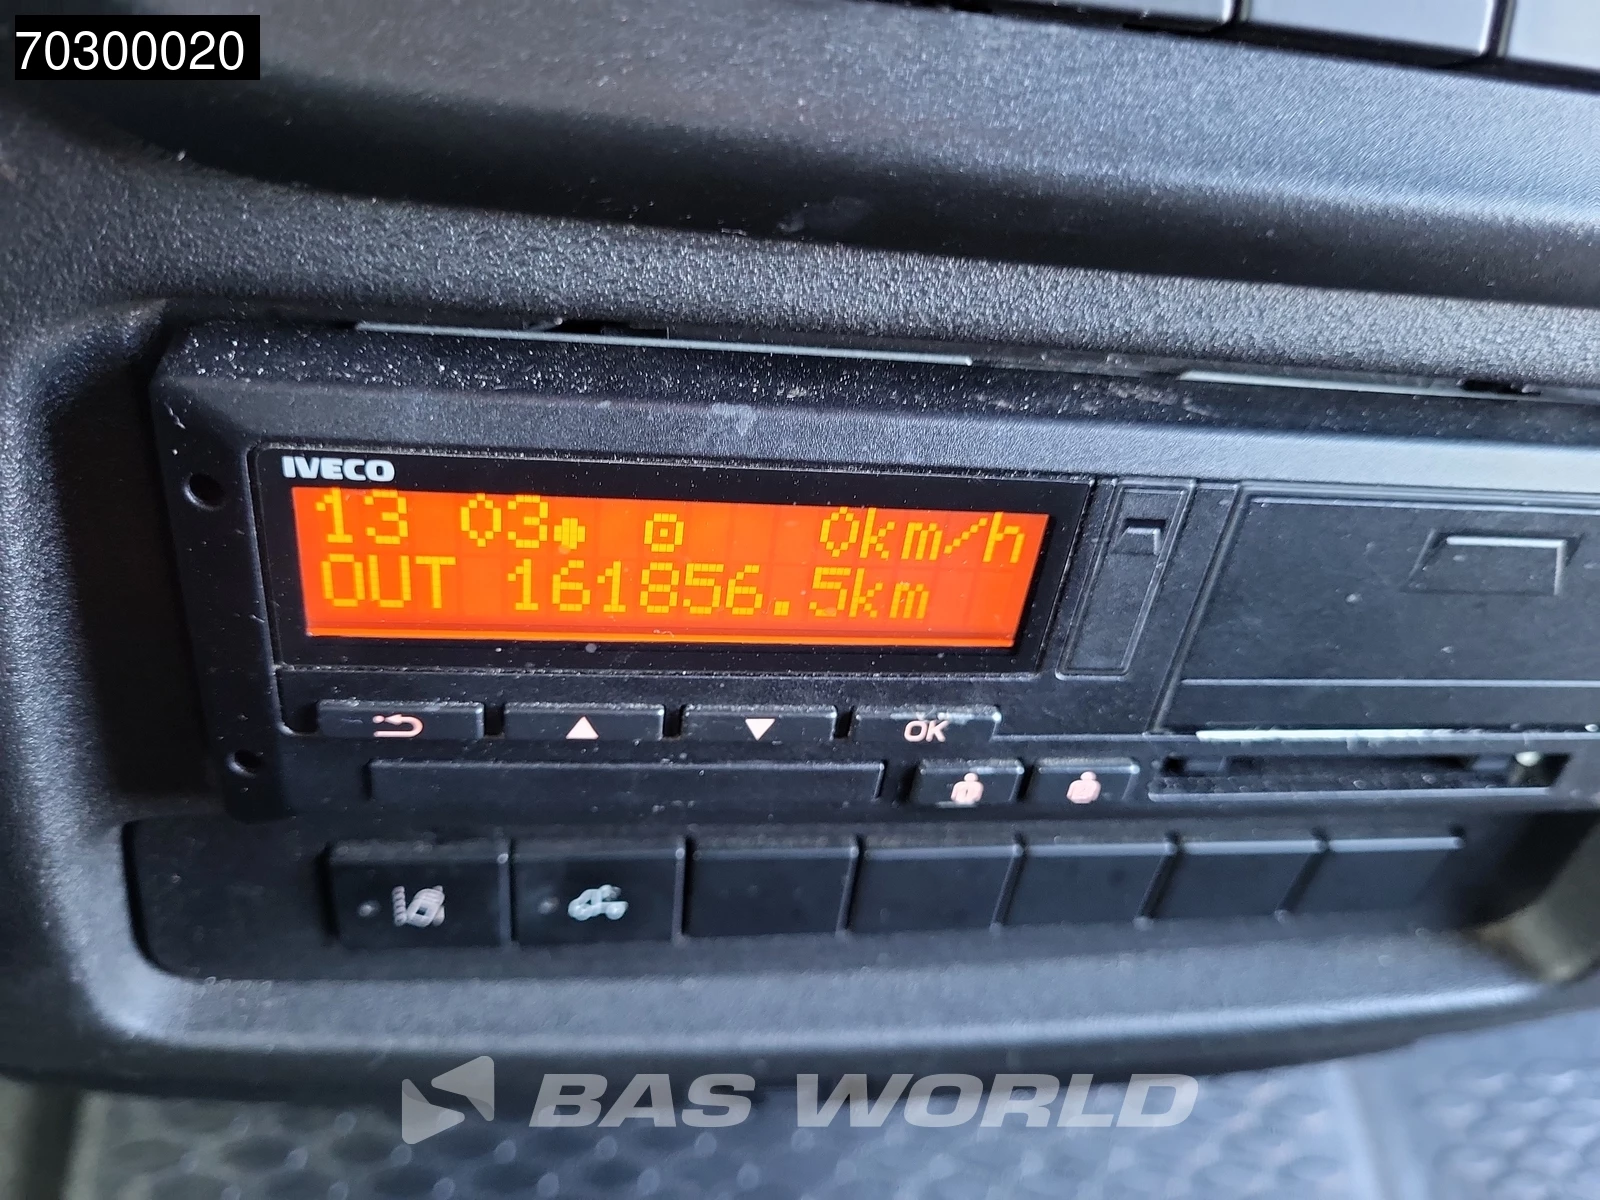 70300020
IVECO
13 03 0km/h
OUT 161856.5km
OK
BAS WORLD